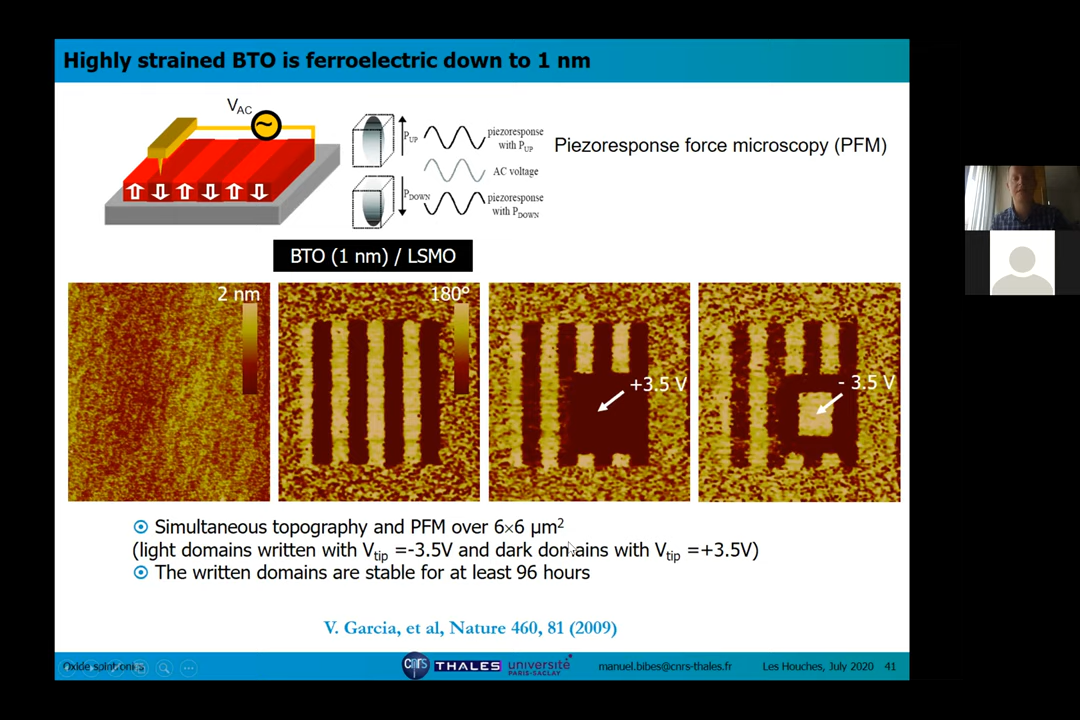 Highly strained BTO is ferroelectric down to 1 nm
VAC
PUP
piezoresponse
with PUP
AC voltage
PDOWN
piezoresponse
with PDOWN
Piezoresponse force microscopy (PFM)
BTO (1 nm) / LSMO
2 nm
180°
+3.5 V
- 3.5 V
Simultaneous topography and PFM over 6×6 µm²
(light domains written with Vtip =-3.5V and dark domains with Vtip =+3.5V)
The written domains are stable for at least 96 hours
V. Garcia, et al, Nature 460, 81 (2009)
Oxide spintronics
cnrs
THALES
université
PARIS-SACLAY
manuel.bibes@cnrs-thales.fr
Les Houches, July 2020
41